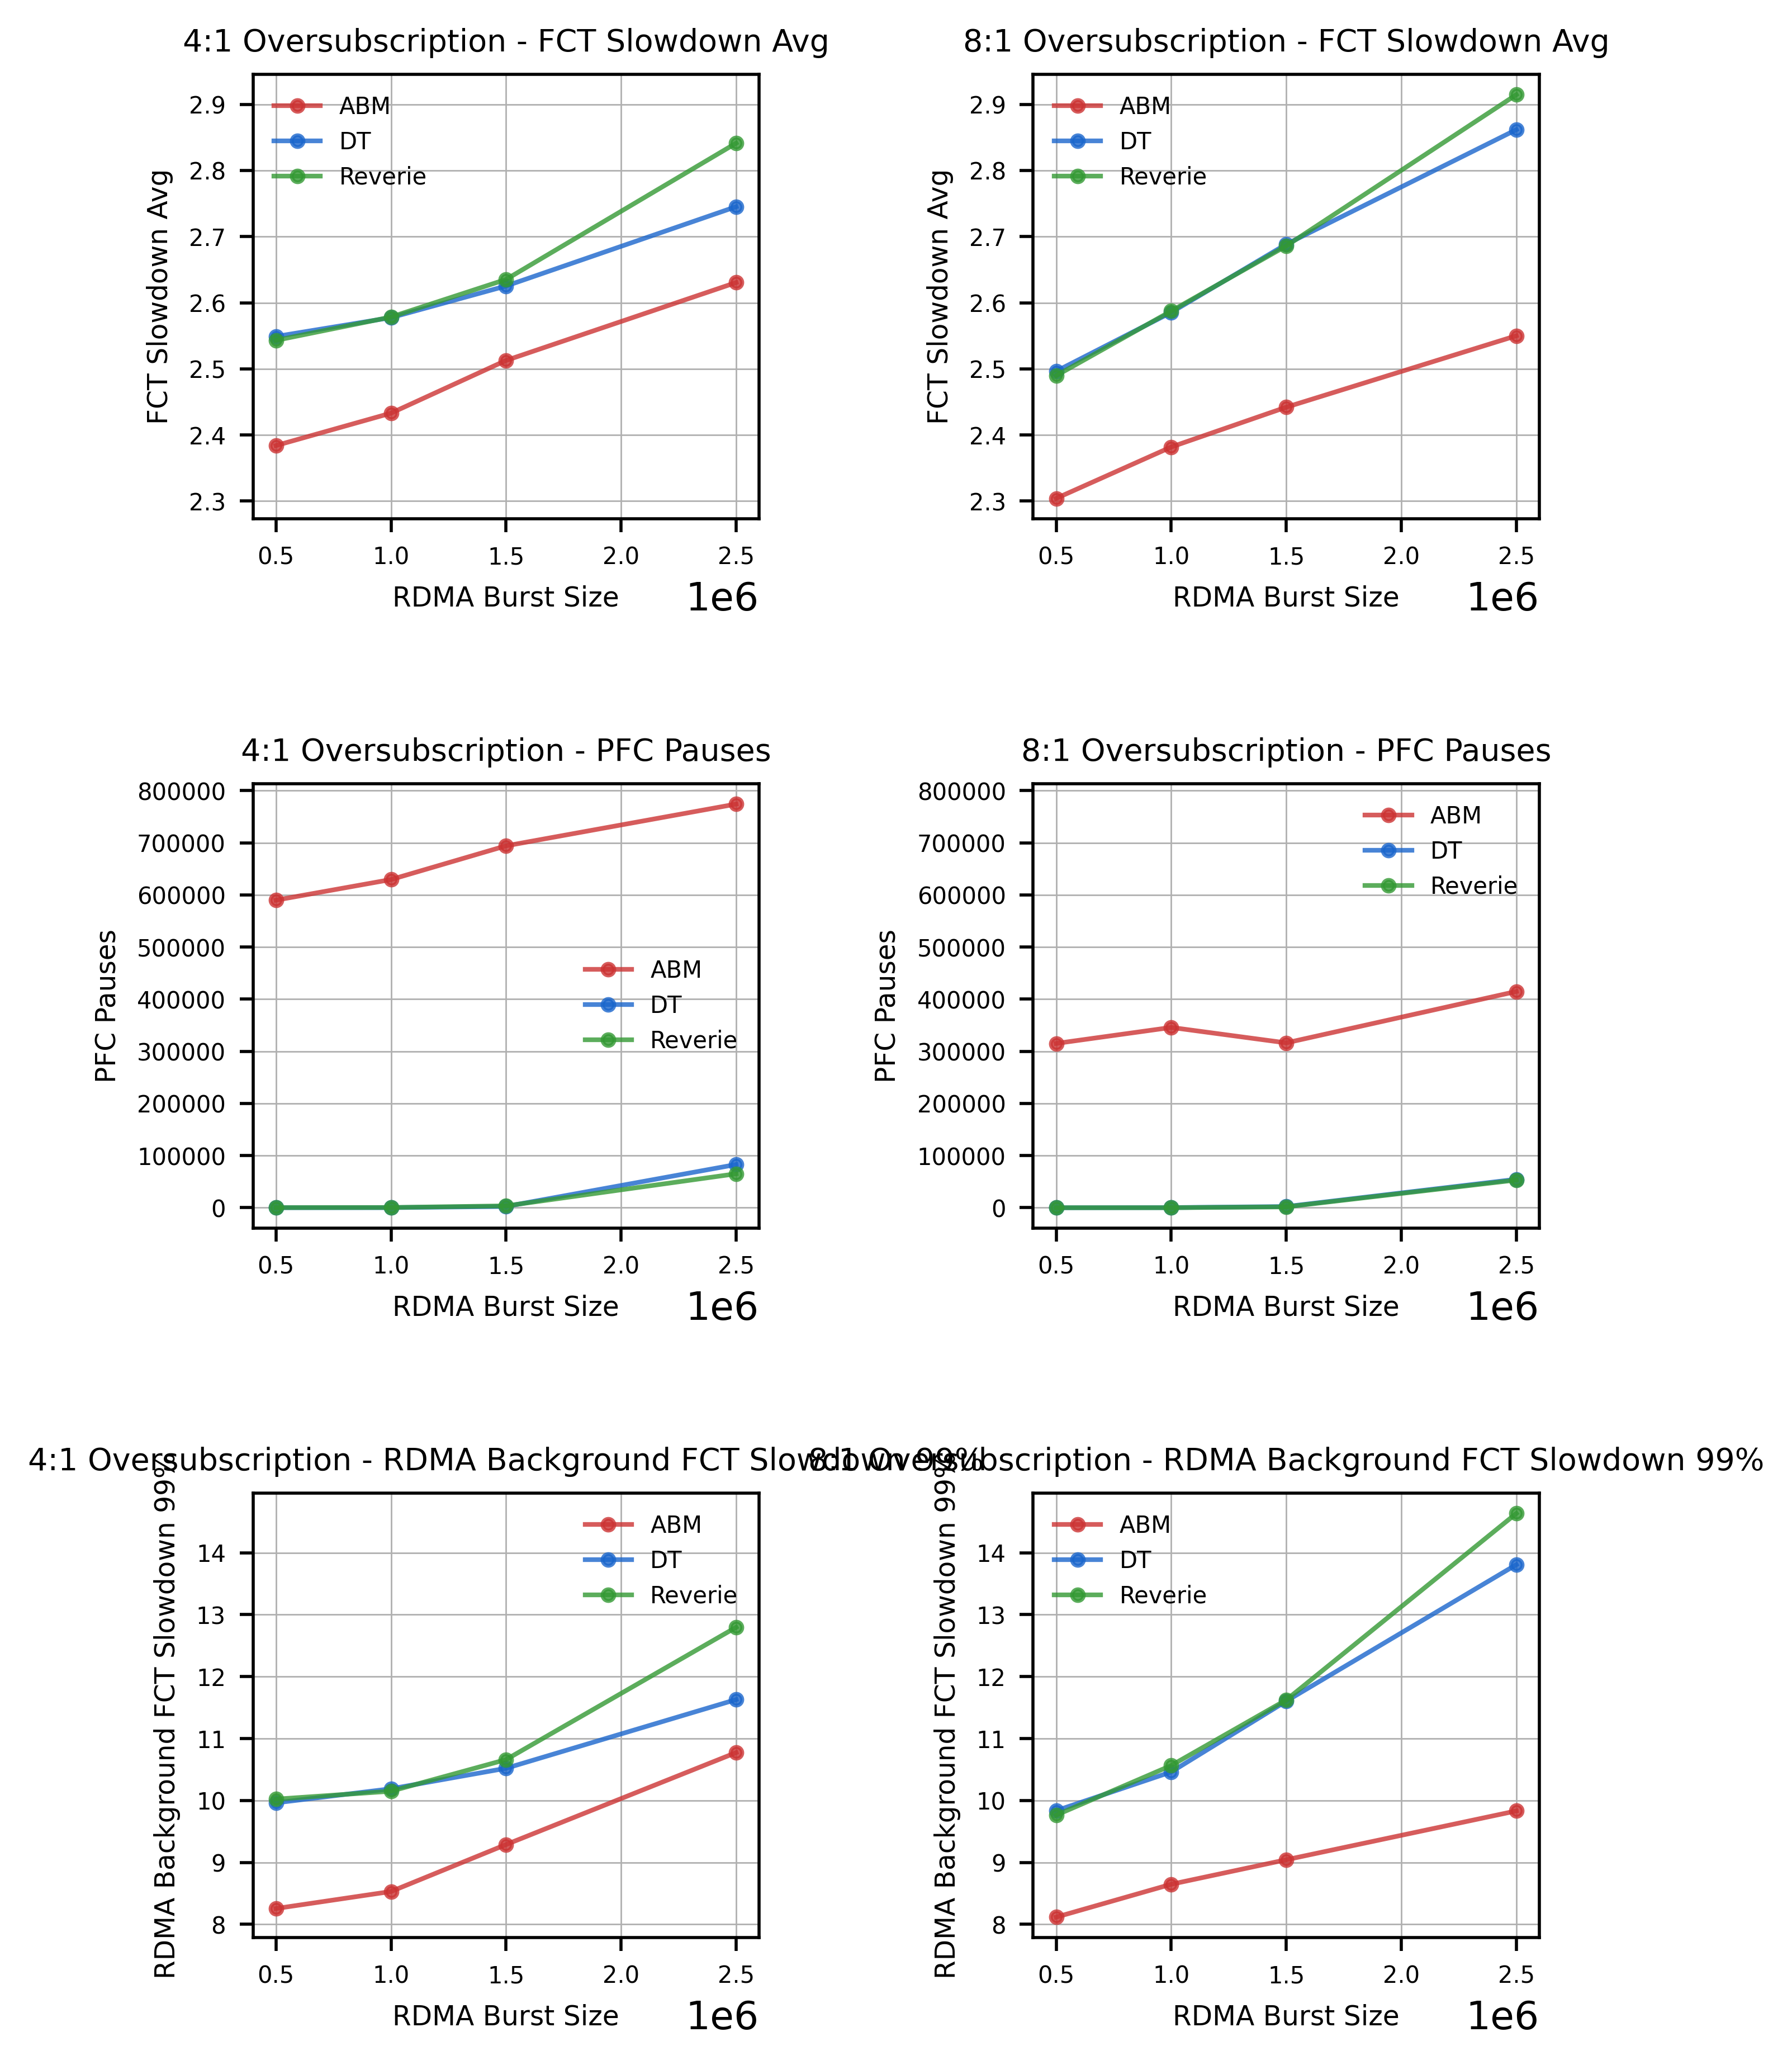 4:1 Oversubscription - FCT Slowdown Avg
FCT Slowdown Avg
2.9
2.8
2.7
2.6
2.5
2.4
2.3
ABM
DT
Reverie
0.5 1.0 1.5 2.0 2.5
RDMA Burst Size 1e6
8:1 Oversubscription - FCT Slowdown Avg
FCT Slowdown Avg
2.9
2.8
2.7
2.6
2.5
2.4
2.3
ABM
DT
Reverie
0.5 1.0 1.5 2.0 2.5
RDMA Burst Size 1e6
4:1 Oversubscription - PFC Pauses
PFC Pauses
800000
700000
600000
500000
400000
300000
200000
100000
0
ABM
DT
Reverie
0.5 1.0 1.5 2.0 2.5
RDMA Burst Size 1e6
8:1 Oversubscription - PFC Pauses
PFC Pauses
800000
700000
600000
500000
400000
300000
200000
100000
0
ABM
DT
Reverie
0.5 1.0 1.5 2.0 2.5
RDMA Burst Size 1e6
4:1 Oversubscription - RDMA Background FCT Slowdown 99%
RDMA Background FCT Slowdown 99%
14
13
12
11
10
9
8
ABM
DT
Reverie
0.5 1.0 1.5 2.0 2.5
RDMA Burst Size 1e6
8:1 Oversubscription - RDMA Background FCT Slowdown 99%
RDMA Background FCT Slowdown 99%
14
13
12
11
10
9
8
ABM
DT
Reverie
0.5 1.0 1.5 2.0 2.5
RDMA Burst Size 1e6